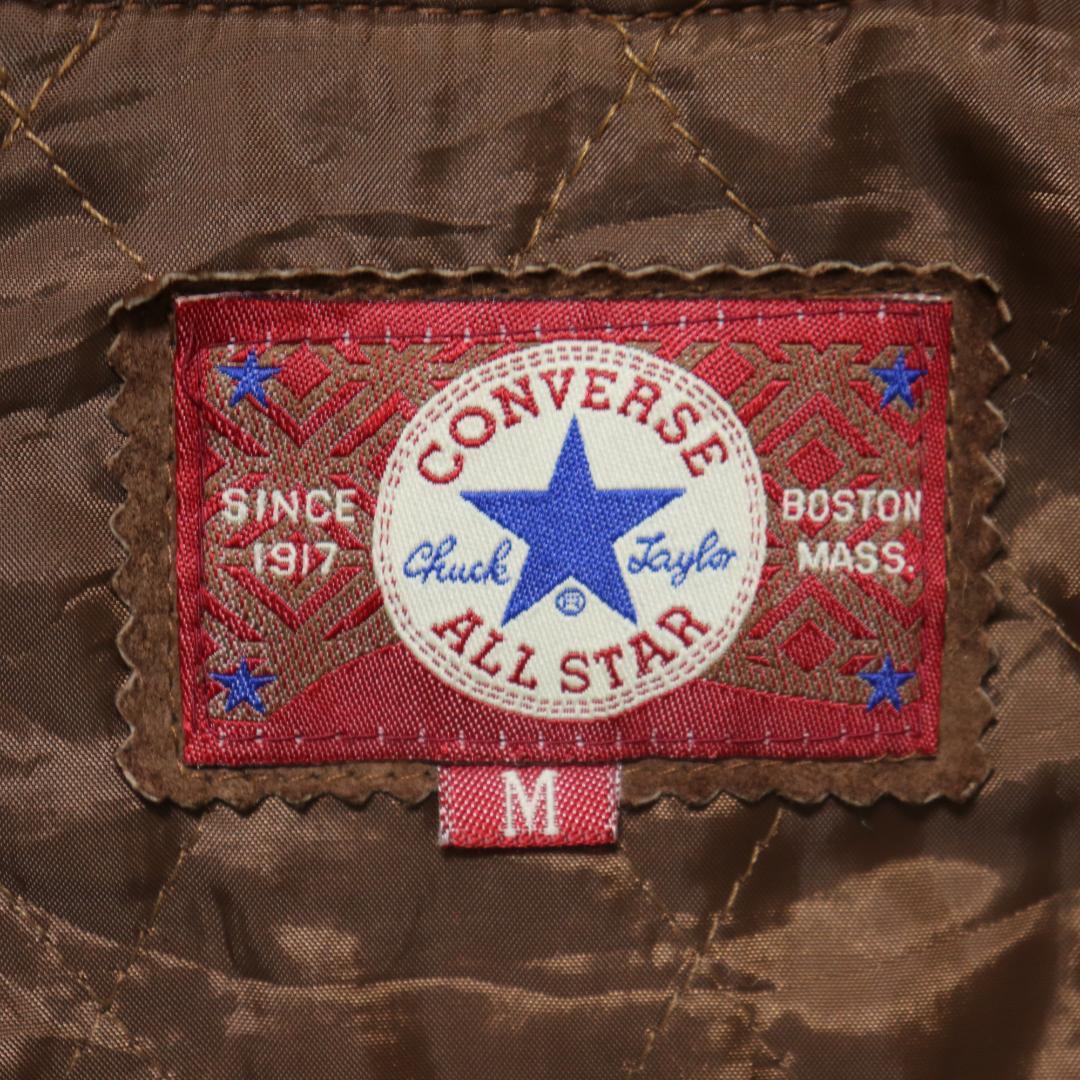 CONVERSE
SINCE
1917
Chuck Taylor
®
ALL STAR
BOSTON
MASS.
M